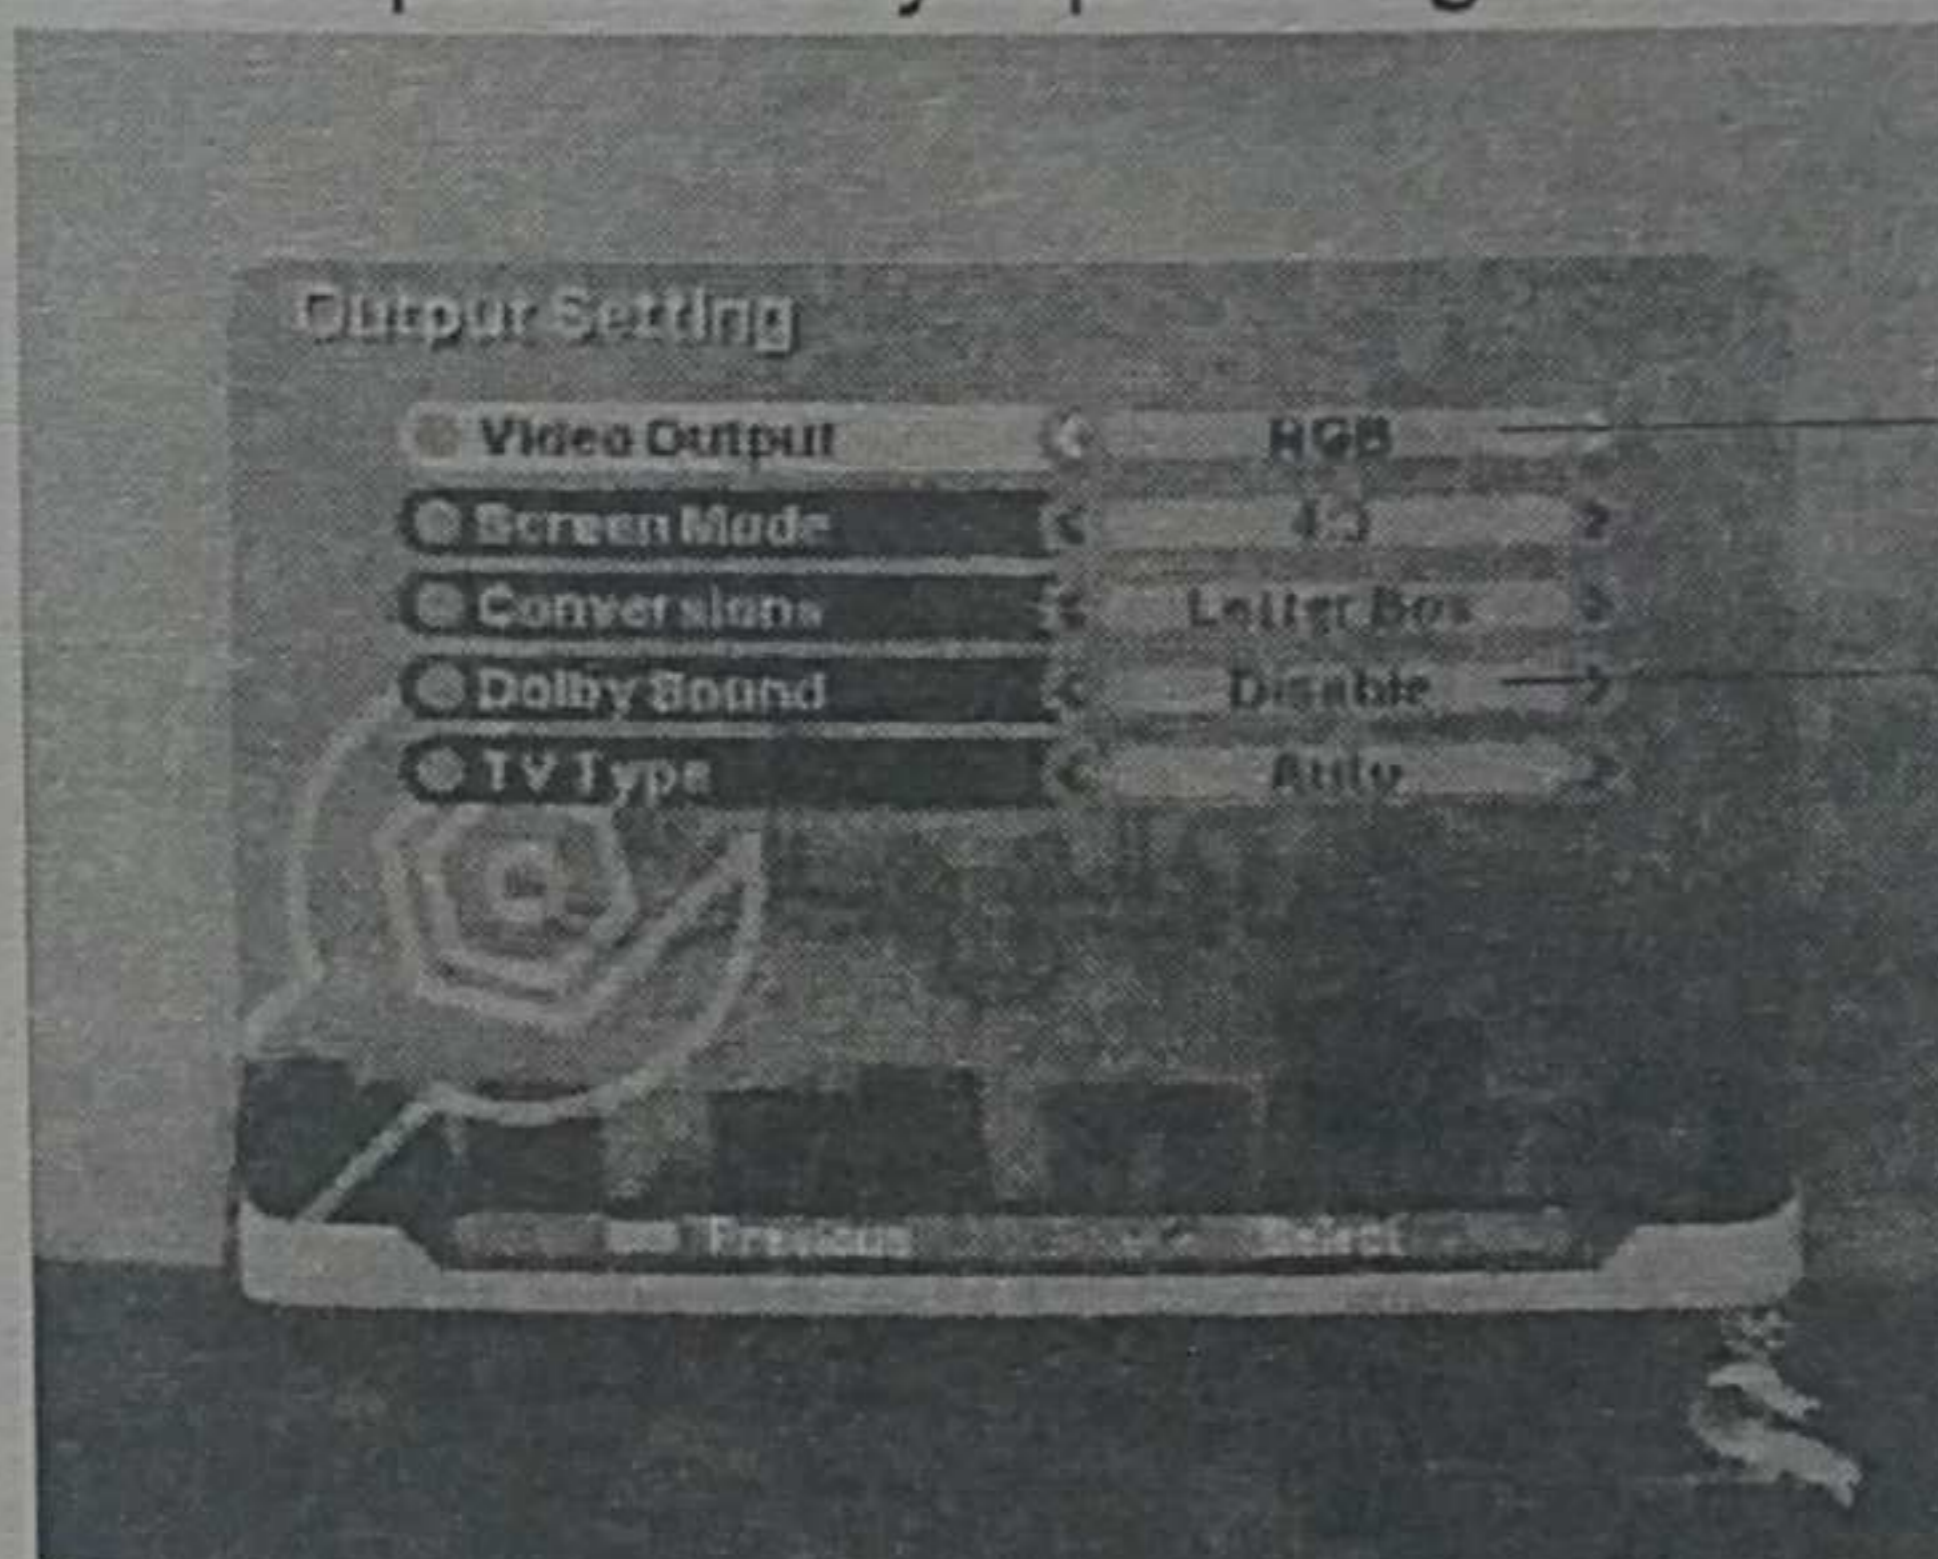 Output Setting
Video Output RGB
Screen Mode 4:3
Conversions Letter Box
Dolby Sound Disable
TV Type Auto
Previous Select